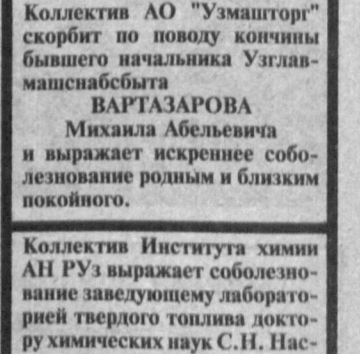 Коллектив АО "Узмашторг"
скорбит по поводу кончины
бывшего начальника Узглав-
машснабсбыта
ВАРТАЗАРОВА
Михаила Абельевича
и выражает искреннее собо-
лезнование родным и близким
покойного.
Коллектив Института химии
АН РУз выражает соболезно-
вание заведующему лаборато-
рией твердого топлива докто-
ру химических наук С.Н. Нас-